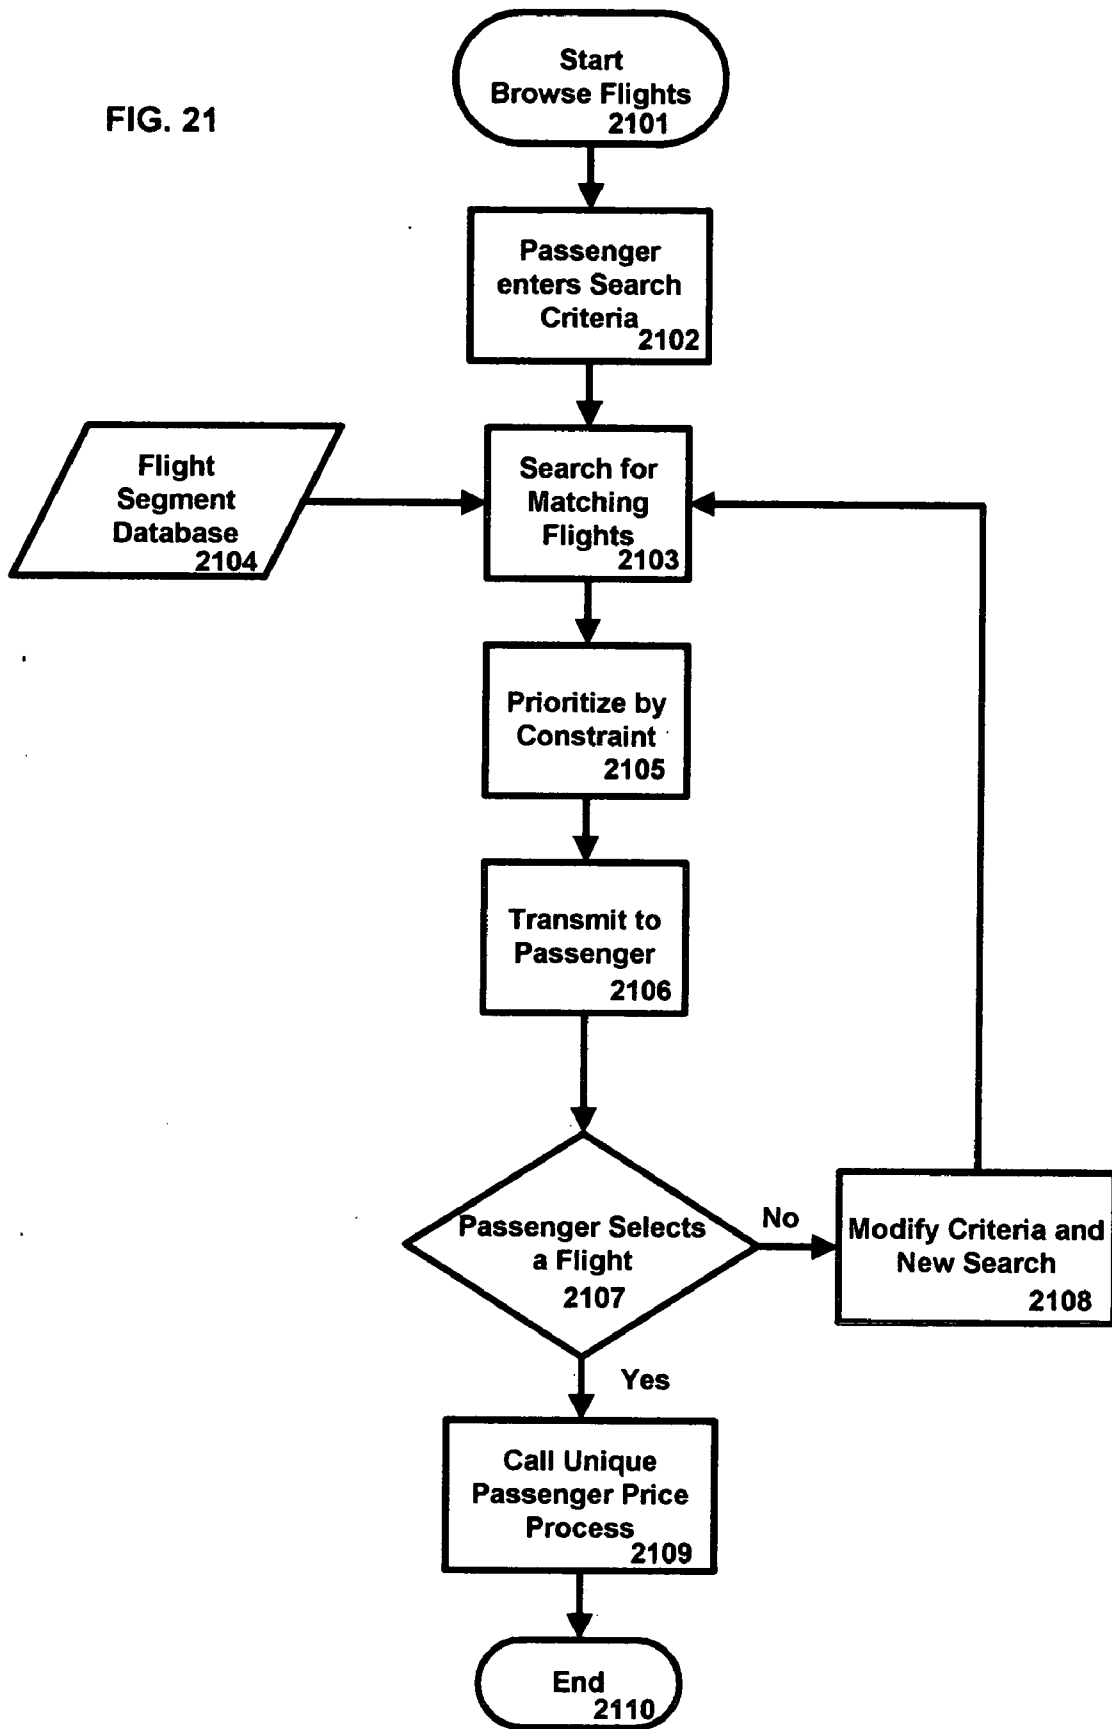 FIG. 21
Start
Browse Flights
2101
Passenger
enters Search
Criteria
2102
Flight
Segment
Database
2104
Search for
Matching
Flights
2103
Prioritize by
Constraint
2105
Transmit to
Passenger
2106
Passenger Selects
a Flight
2107
No
Modify Criteria and
New Search
2108
Yes
Call Unique
Passenger Price
Process
2109
End
2110